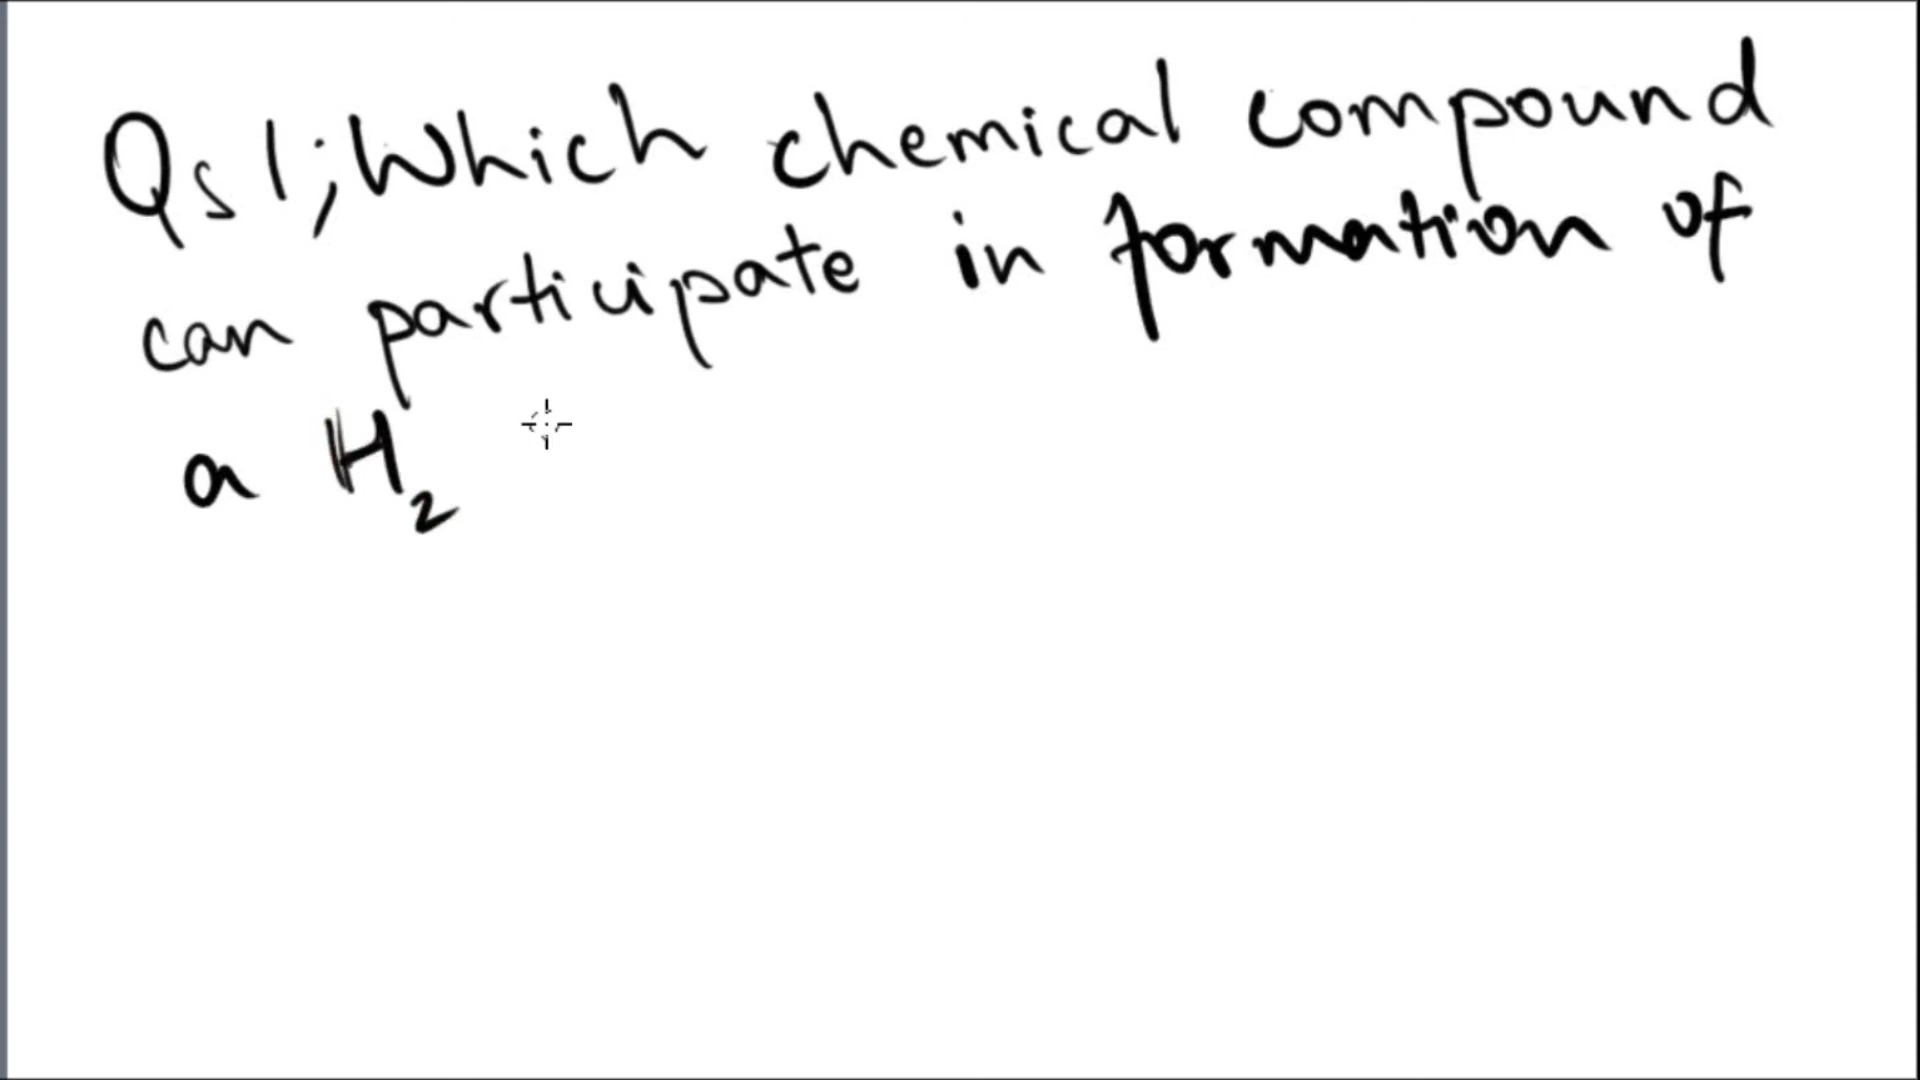 Qs1; Which chemical compound
can participate in formation of
a H₂